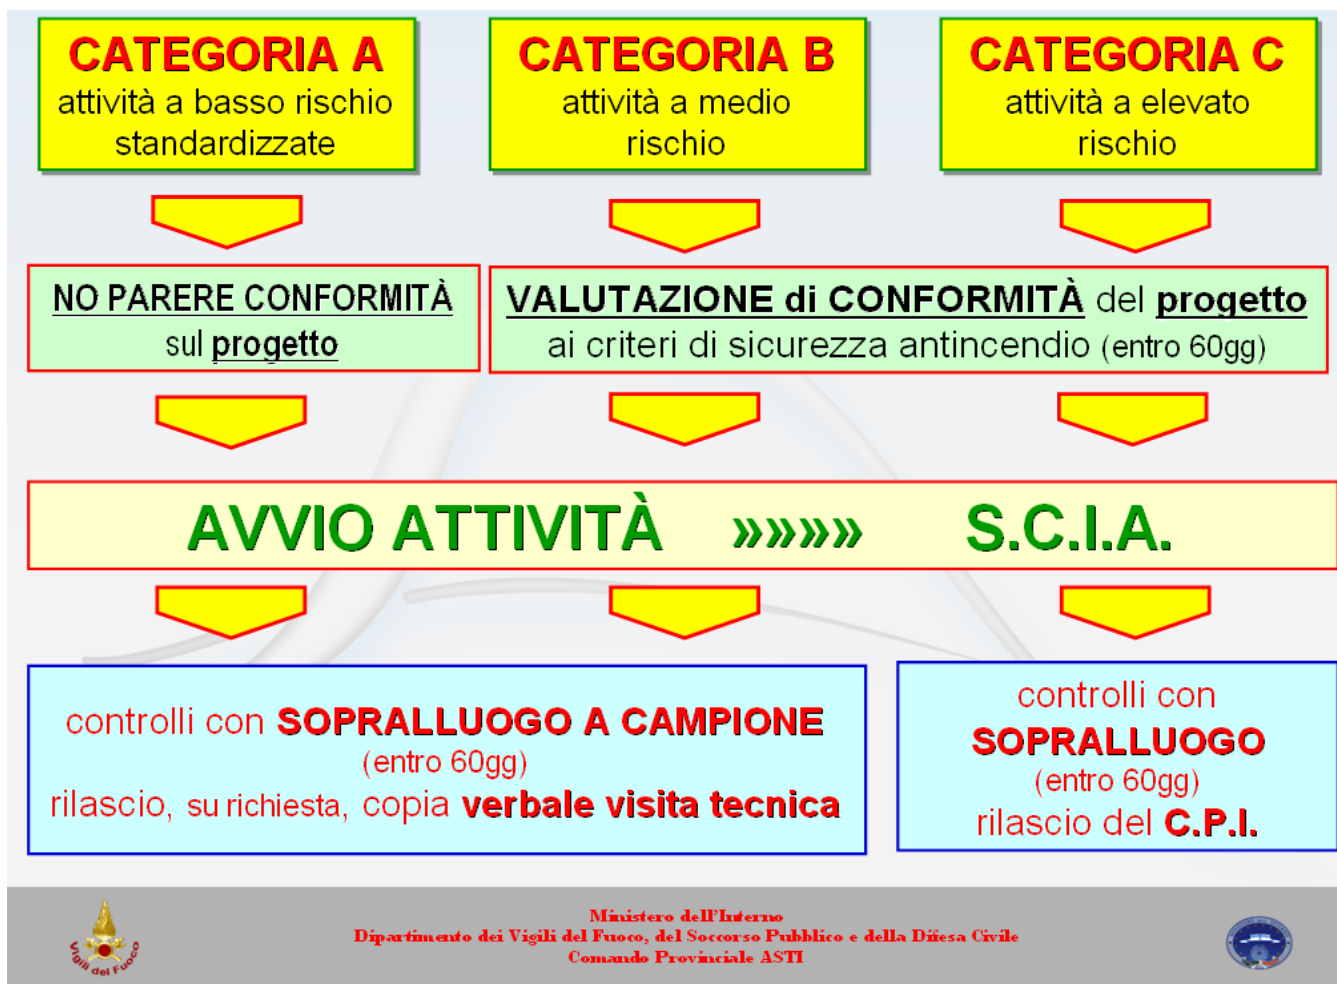 CATEGORIA A
attività a basso rischio
standardizzate
CATEGORIA B
attività a medio
rischio
CATEGORIA C
attività a elevato
rischio
NO PARERE CONFORMITÀ
sul progetto
VALUTAZIONE di CONFORMITÀ del progetto
ai criteri di sicurezza antincendio (entro 60gg)
AVVIO ATTIVITÀ »»»» S.C.I.A.
controlli con SOPRALLUOGO A CAMPIONE
(entro 60gg)
rilascio, su richiesta, copia verbale visita tecnica
controlli con
SOPRALLUOGO
(entro 60gg)
rilascio del C.P.I.
Vigili del Fuoco
Ministero dell'Interno
Dipartimento dei Vigili del Fuoco, del Soccorso Pubblico e della Difesa Civile
Comando Provinciale ASTI